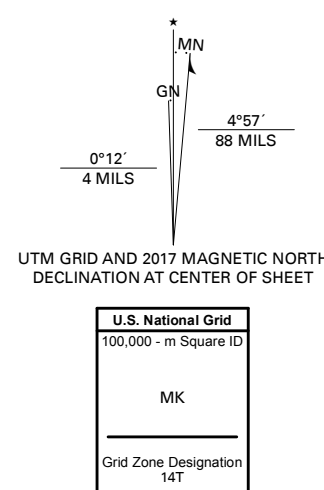 ★
MN
GN
4°57´
88 MILS
0°12´
4 MILS
UTM GRID AND 2017 MAGNETIC NORTH
DECLINATION AT CENTER OF SHEET
U.S. National Grid
100,000 - m Square ID
MK
Grid Zone Designation
14T